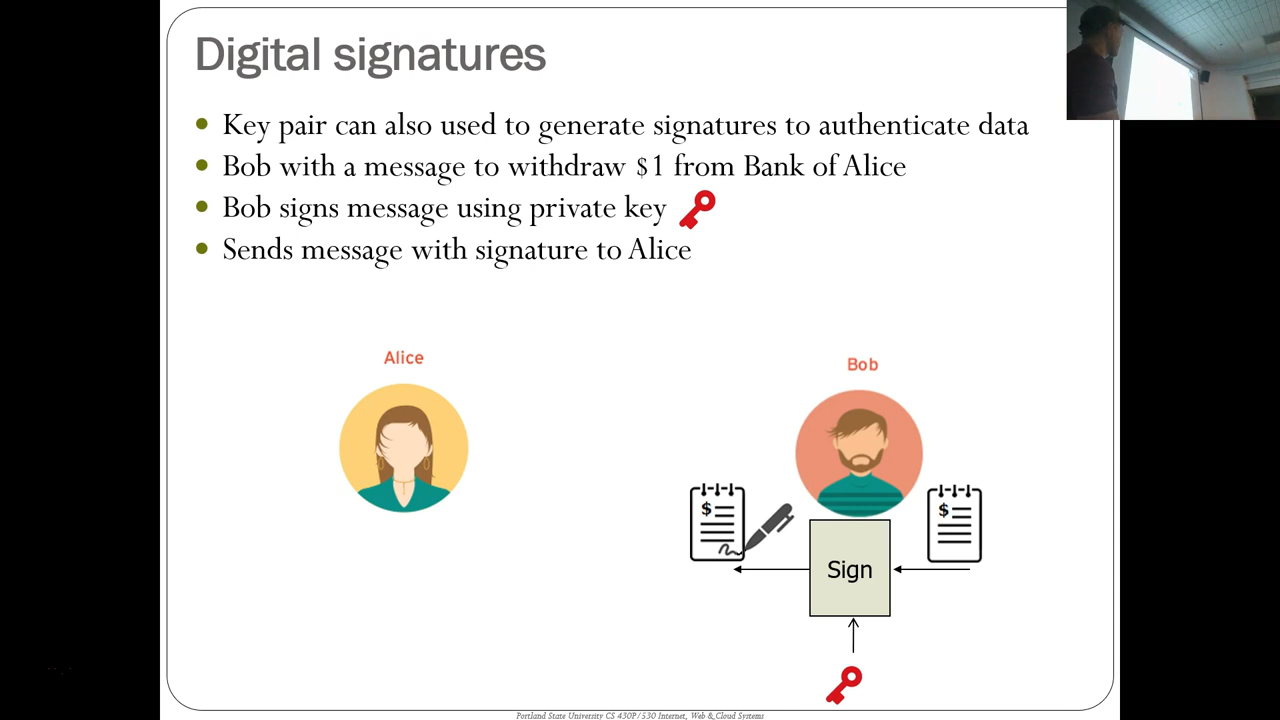 Digital signatures
Key pair can also used to generate signatures to authenticate data
Bob with a message to withdraw $1 from Bank of Alice
Bob signs message using private key
Sends message with signature to Alice
Alice
Bob
$
$
Sign
Portland State University CS 430P/530 Internet, Web & Cloud Systems